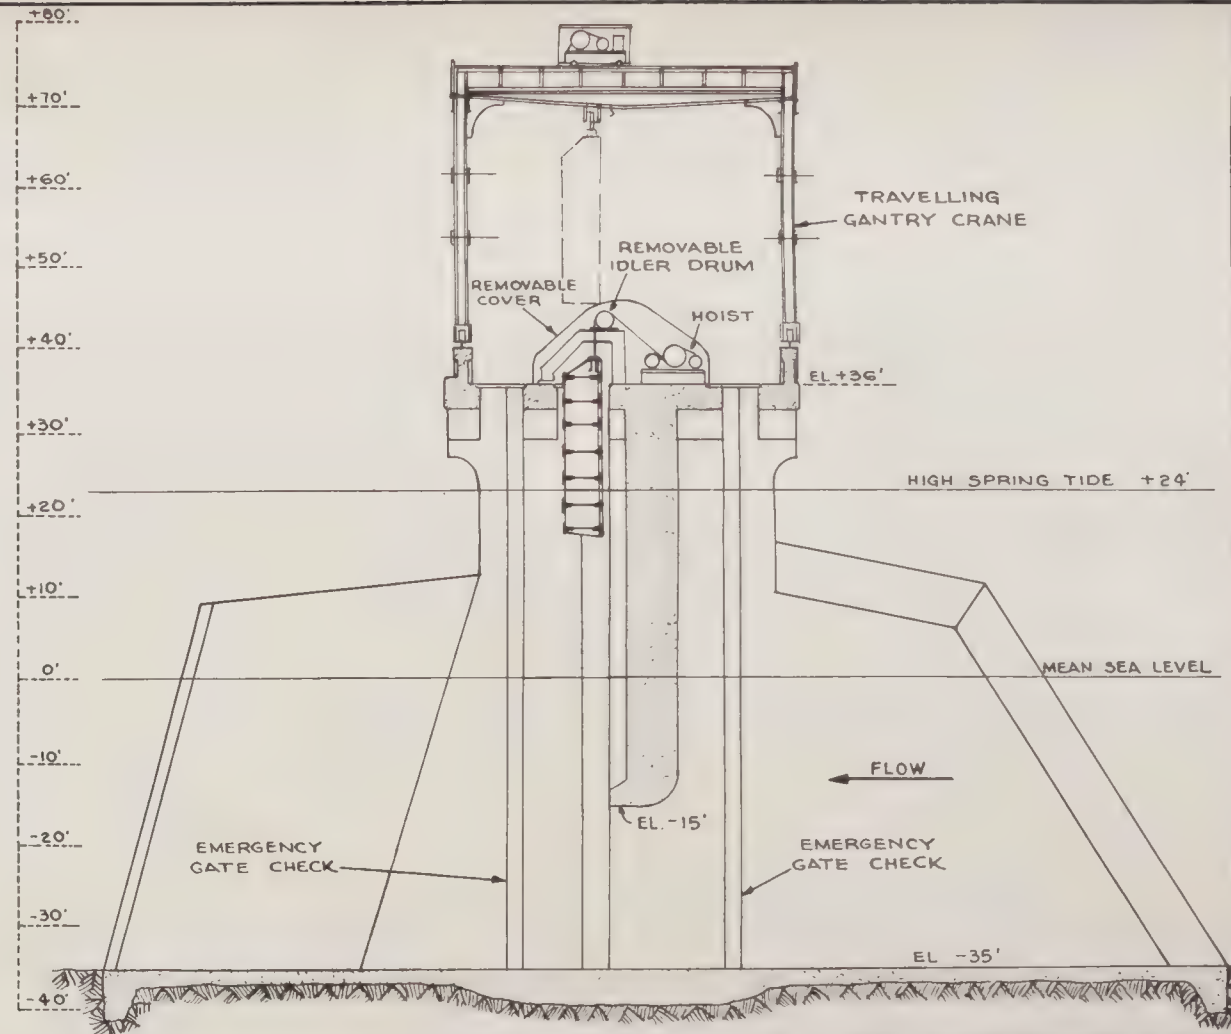 +80'
+70'
+60'
+50'
+40'
+30'
+20'
+10'
0'
-10'
-20'
-30'
-40'
TRAVELLING
GANTRY CRANE
REMOVABLE
IDLER DRUM
REMOVABLE
COVER
HOIST
EL +36'
HIGH SPRING TIDE +24'
MEAN SEA LEVEL
FLOW
EL. -15'
EMERGENCY
GATE CHECK
EMERGENCY
GATE CHECK
EL -35'